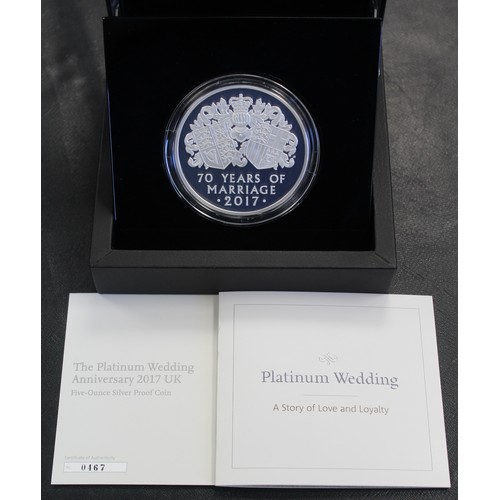 70 YEARS OF
MARRIAGE
• 2017 •
The Platinum Wedding
Anniversary 2017 UK
Five-Ounce Silver Proof Coin
0467
Platinum Wedding
A Story of Love and Loyalty